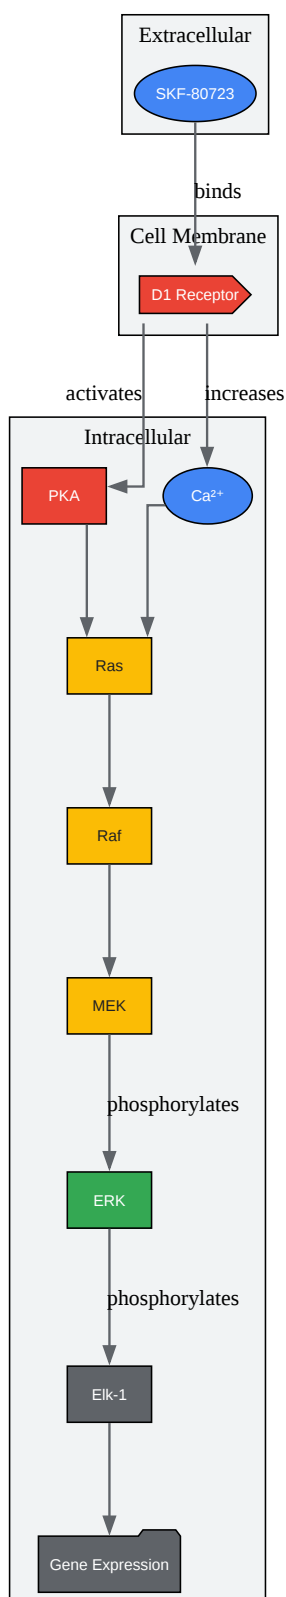 Extracellular
SKF-80723
binds
Cell Membrane
D1 Receptor
activates
increases
Intracellular
PKA
Ca²⁺
Ras
Raf
MEK
phosphorylates
ERK
phosphorylates
Elk-1
Gene Expression